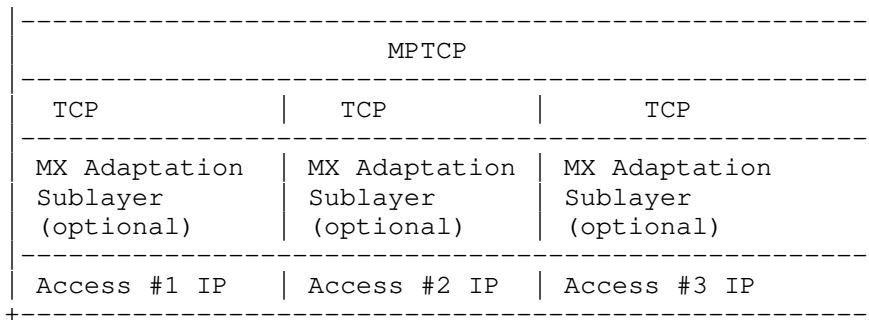 MPTCP
TCP | TCP | TCP
MX Adaptation | MX Adaptation | MX Adaptation
Sublayer | Sublayer | Sublayer
(optional) | (optional) | (optional)
Access #1 IP | Access #2 IP | Access #3 IP